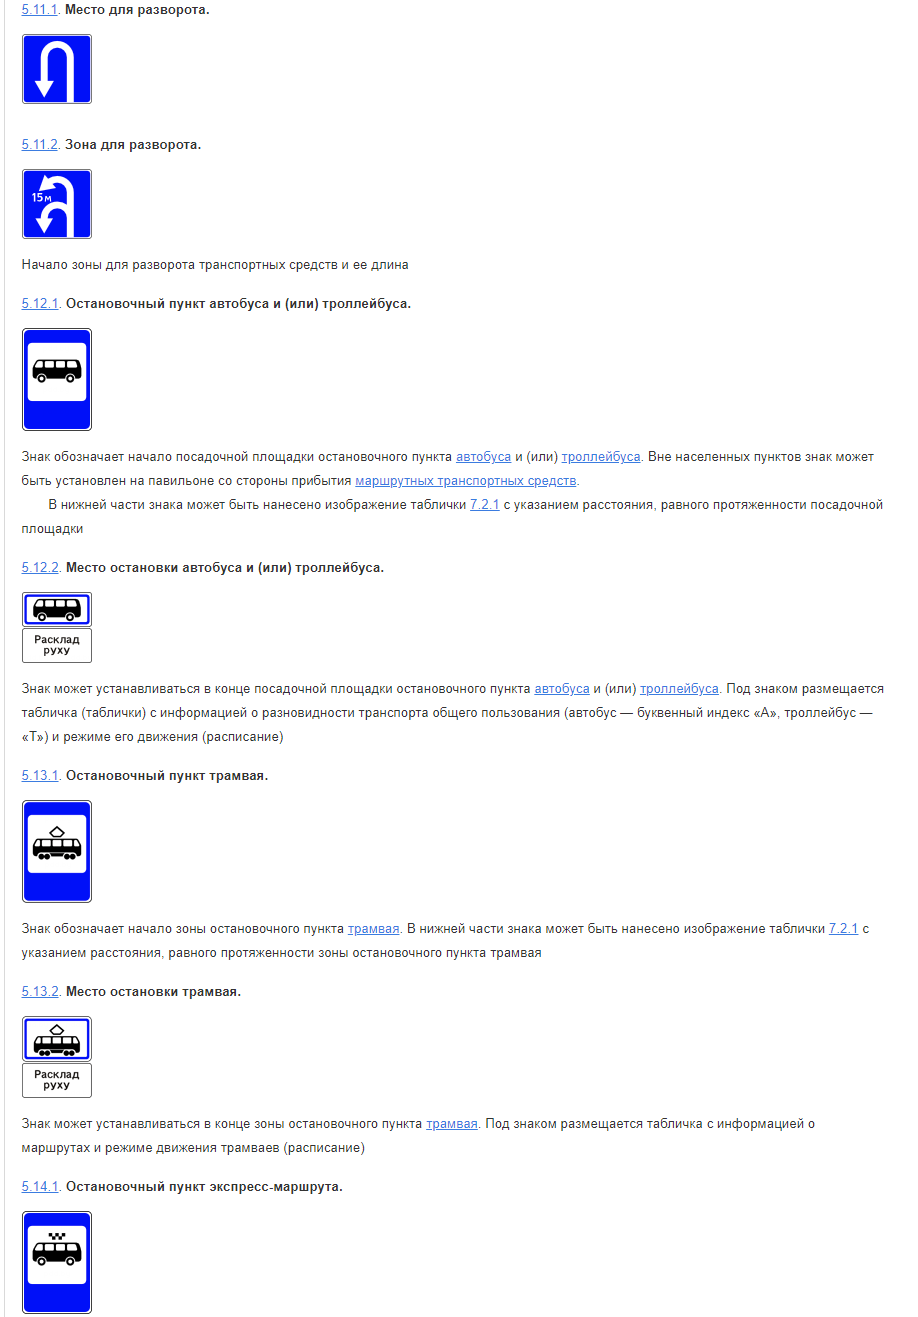 5.11.1. Место для разворота.
5.11.2. Зона для разворота.
15м
Начало зоны для разворота транспортных средств и ее длина
5.12.1. Остановочный пункт автобуса и (или) троллейбуса.
Знак обозначает начало посадочной площадки остановочного пункта автобуса и (или) троллейбуса. Вне населенных пунктов знак может
быть установлен на павильоне со стороны прибытия маршрутных транспортных средств.
В нижней части знака может быть нанесено изображение таблички 7.2.1 с указанием расстояния, равного протяженности посадочной
площадки
5.12.2. Место остановки автобуса и (или) троллейбуса.
Расклад
руху
Знак может устанавливаться в конце посадочной площадки остановочного пункта автобуса и (или) троллейбуса. Под знаком размещается
табличка (таблички) с информацией о разновидности транспорта общего пользования (автобус — буквенный индекс «А», троллейбус —
«Т») и режиме его движения (расписание)
5.13.1. Остановочный пункт трамвая.
Знак обозначает начало зоны остановочного пункта трамвая. В нижней части знака может быть нанесено изображение таблички 7.2.1 с
указанием расстояния, равного протяженности зоны остановочного пункта трамвая
5.13.2. Место остановки трамвая.
Расклад
руху
Знак может устанавливаться в конце зоны остановочного пункта трамвая. Под знаком размещается табличка с информацией о
маршрутах и режиме движения трамваев (расписание)
5.14.1. Остановочный пункт экспресс-маршрута.